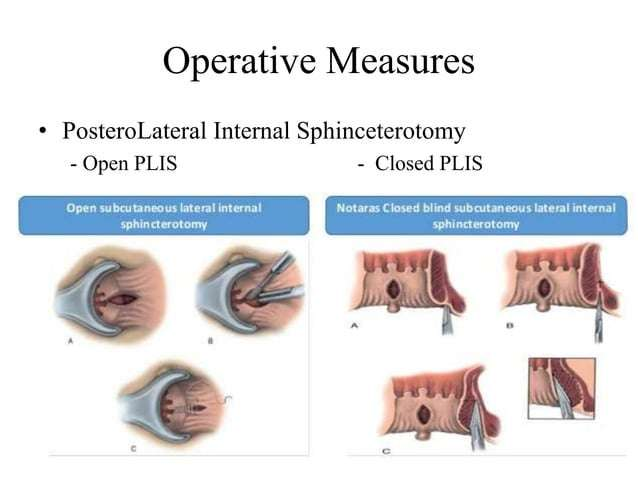 Operative Measures
• PosteroLateral Internal Sphinceterotomy
- Open PLIS
- Closed PLIS
Open subcutaneous lateral internal
sphincterotomy
Notaras Closed blind subcutaneous lateral internal
sphincterotomy
A
B
C
A
B
C